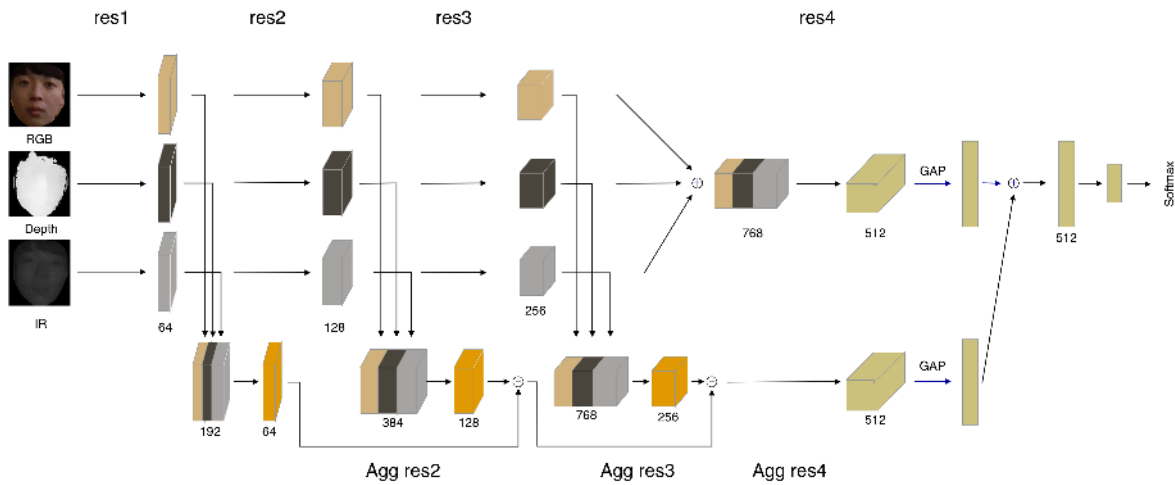 res1 res2 res3 res4
RGB
Depth
IR
64 128 256
768 512 GAP 512 Softmax
192 64 384 128 768 256 512 GAP
Agg res2 Agg res3 Agg res4